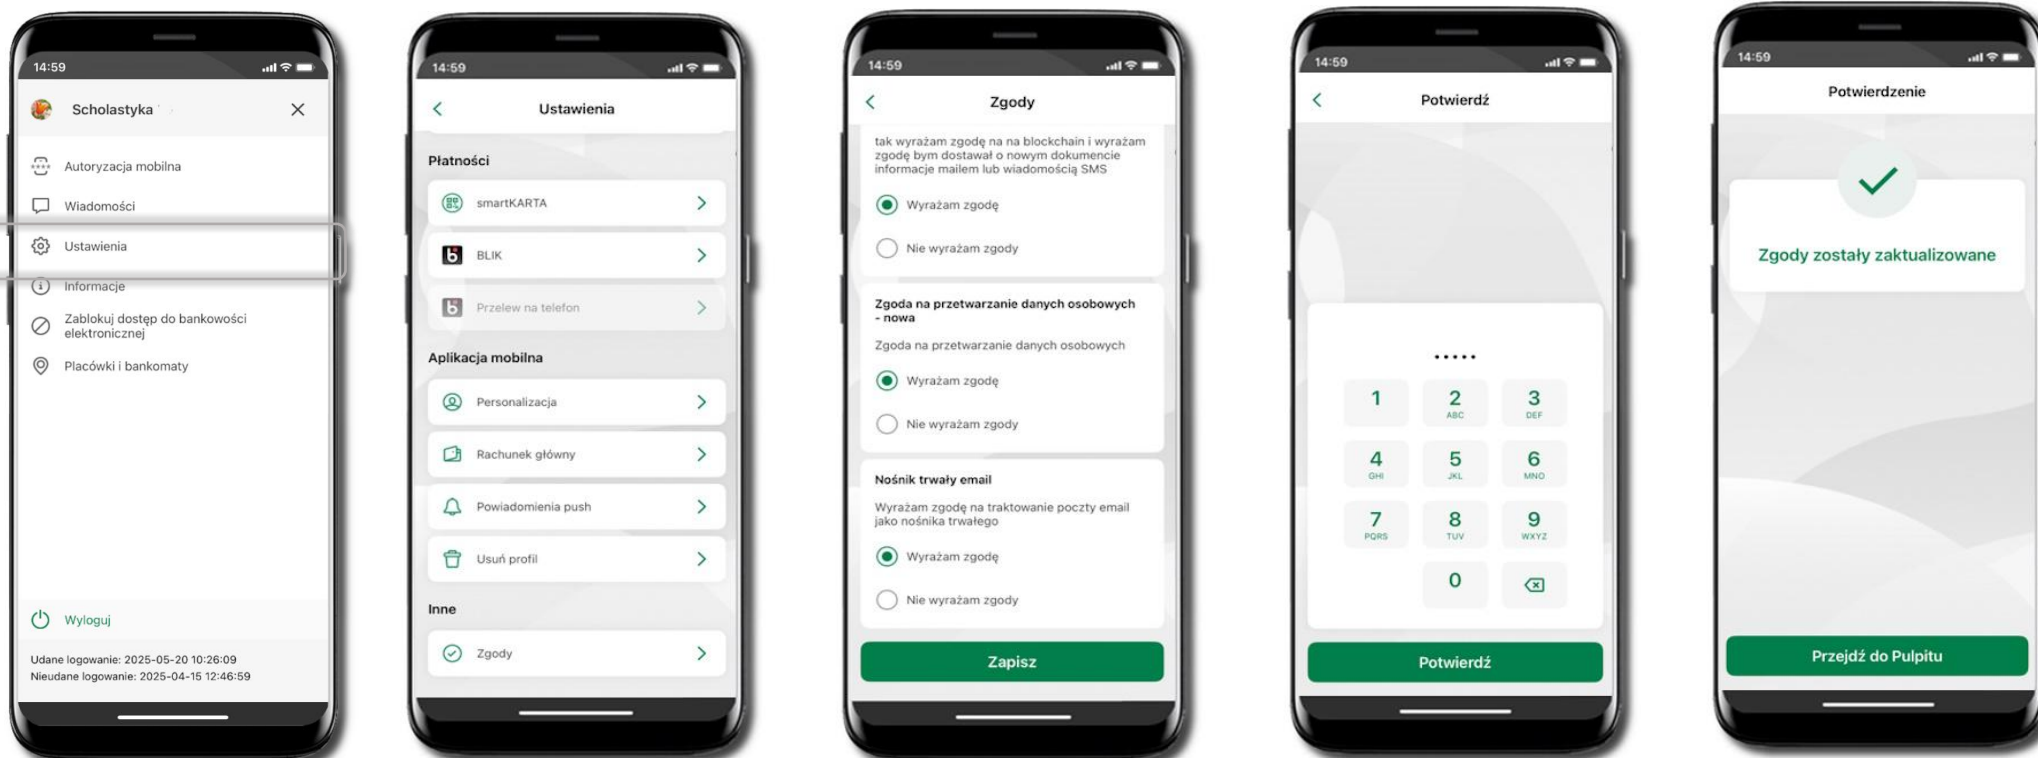 14:59
Scholastyka
Autoryzacja mobilna
Wiadomości
Ustawienia
Informacje
Zablokuj dostęp do bankowości
elektronicznej
Placówki i bankomaty
Wyloguj
Udane logowanie: 2025-05-20 10:26:09
Nieudane logowanie: 2025-04-15 12:46:59
14:59
Ustawienia
Płatności
smartKARTA
BLIK
Przelew na telefon
Aplikacja mobilna
Personalizacja
Rachunek główny
Powiadomienia push
Usuń profil
Inne
Zgody
14:59
Zgody
tak wyrażam zgodę na na blockchain i wyrażam
zgodę bym dostawał o nowym dokumencie
informacje mailem lub wiadomością SMS
Wyrażam zgodę
Nie wyrażam zgody
Zgoda na przetwarzanie danych osobowych
- nowa
Zgoda na przetwarzanie danych osobowych
Wyrażam zgodę
Nie wyrażam zgody
Nośnik trwały email
Wyrażam zgodę na traktowanie poczty email
jako nośnika trwałego
Wyrażam zgodę
Nie wyrażam zgody
Zapisz
14:59
Potwierdź
1 2 3
ABC DEF
4 5 6
GHI JKL MNO
7 8 9
PQRS TUV WXYZ
0
Potwierdź
14:59
Potwierdzenie
Zgody zostały zaktualizowane
Przejdź do Pulpitu